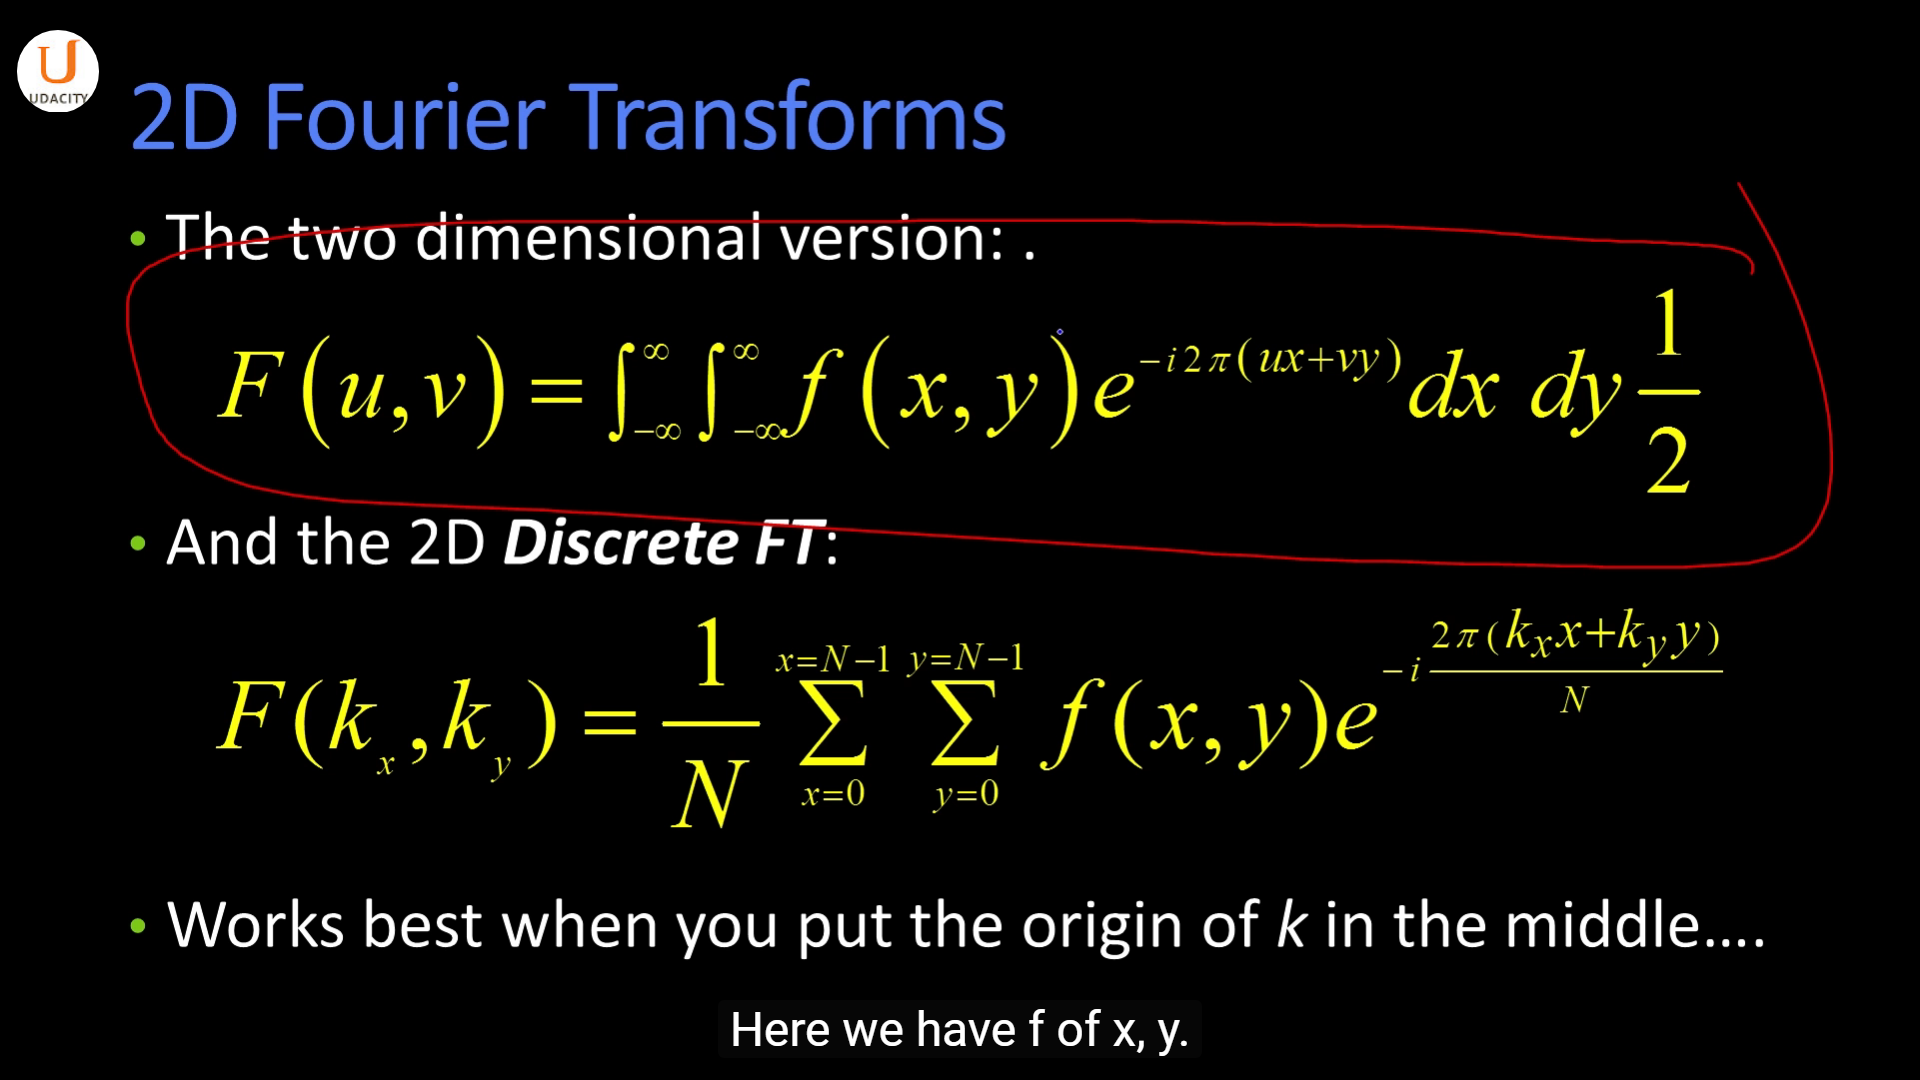 U
UDACITY
2D Fourier Transforms
• The two dimensional version: .
F(u,v) = ∫_{-∞}^{∞} ∫_{-∞}^{∞} f(x,y) e^{-i2π(ux+vy)} dx dy 1/2
• And the 2D Discrete FT:
F(k_x,k_y) = 1/N Σ_{x=0}^{x=N-1} Σ_{y=0}^{y=N-1} f(x,y)e^{-i 2π(k_x x+k_y y)/N}
• Works best when you put the origin of k in the middle....
Here we have f of x, y.